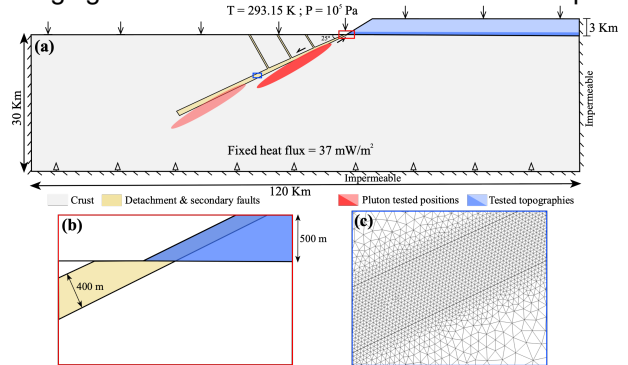 T = 293.15 K ; P = 10⁵ Pa
(a)
3 Km
25°
30 Km
Impermeable
Fixed heat flux = 37 mW/m²
Impermeable
120 Km
Crust
Detachment & secondary faults
Pluton tested positions
Tested topographies
(b)
500 m
400 m
(c)